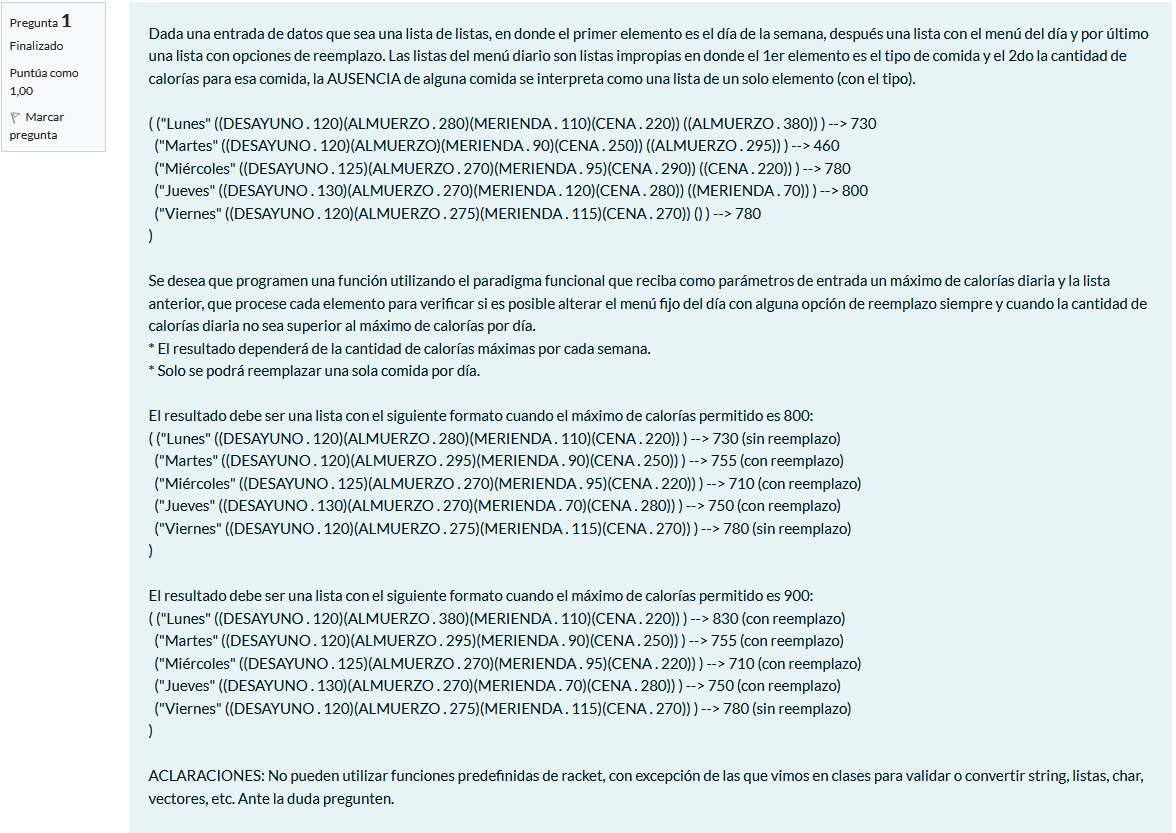 Pregunta 1
Finalizado
Puntúa como
1,00
Marcar
pregunta
Dada una entrada de datos que sea una lista de listas, en donde el primer elemento es el día de la semana, después una lista con el menú del día y por último
una lista con opciones de reemplazo. Las listas del menú diario son listas impropias en donde el 1er elemento es el tipo de comida y el 2do la cantidad de
calorías para esa comida, la AUSENCIA de alguna comida se interpreta como una lista de un solo elemento (con el tipo).
( ("Lunes" ((DESAYUNO . 120)(ALMUERZO . 280)(MERIENDA . 110)(CENA . 220)) ((ALMUERZO . 380)) ) --> 730
("Martes" ((DESAYUNO . 120)(ALMUERZO)(MERIENDA . 90)(CENA . 250)) ((ALMUERZO . 295)) ) --> 460
("Miércoles" ((DESAYUNO . 125)(ALMUERZO . 270)(MERIENDA . 95)(CENA . 290)) ((CENA . 220)) ) --> 780
("Jueves" ((DESAYUNO . 130)(ALMUERZO . 270)(MERIENDA . 120)(CENA . 280)) ((MERIENDA . 70)) ) --> 800
("Viernes" ((DESAYUNO . 120)(ALMUERZO . 275)(MERIENDA . 115)(CENA . 270)) () ) --> 780
)
Se desea que programen una función utilizando el paradigma funcional que reciba como parámetros de entrada un máximo de calorías diaria y la lista
anterior, que procese cada elemento para verificar si es posible alterar el menú fijo del día con alguna opción de reemplazo siempre y cuando la cantidad de
calorías diaria no sea superior al máximo de calorías por día.
* El resultado dependerá de la cantidad de calorías máximas por cada semana.
* Solo se podrá reemplazar una sola comida por día.
El resultado debe ser una lista con el siguiente formato cuando el máximo de calorías permitido es 800:
( ("Lunes" ((DESAYUNO . 120)(ALMUERZO . 280)(MERIENDA . 110)(CENA . 220)) ) --> 730 (sin reemplazo)
("Martes" ((DESAYUNO . 120)(ALMUERZO . 295)(MERIENDA . 90)(CENA . 250)) ) --> 755 (con reemplazo)
("Miércoles" ((DESAYUNO . 125)(ALMUERZO . 270)(MERIENDA . 95)(CENA . 220)) ) --> 710 (con reemplazo)
("Jueves" ((DESAYUNO . 130)(ALMUERZO . 270)(MERIENDA . 70)(CENA . 280)) ) --> 750 (con reemplazo)
("Viernes" ((DESAYUNO . 120)(ALMUERZO . 275)(MERIENDA . 115)(CENA . 270)) ) --> 780 (sin reemplazo)
)
El resultado debe ser una lista con el siguiente formato cuando el máximo de calorías permitido es 900:
( ("Lunes" ((DESAYUNO . 120)(ALMUERZO . 380)(MERIENDA . 110)(CENA . 220)) ) --> 830 (con reemplazo)
("Martes" ((DESAYUNO . 120)(ALMUERZO . 295)(MERIENDA . 90)(CENA . 250)) ) --> 755 (con reemplazo)
("Miércoles" ((DESAYUNO . 125)(ALMUERZO . 270)(MERIENDA . 95)(CENA . 220)) ) --> 710 (con reemplazo)
("Jueves" ((DESAYUNO . 130)(ALMUERZO . 270)(MERIENDA . 70)(CENA . 280)) ) --> 750 (con reemplazo)
("Viernes" ((DESAYUNO . 120)(ALMUERZO . 275)(MERIENDA . 115)(CENA . 270)) ) --> 780 (sin reemplazo)
)
ACLARACIONES: No pueden utilizar funciones predefinidas de racket, con excepción de las que vimos en clases para validar o convertir string, listas, char,
vectores, etc. Ante la duda pregunten.